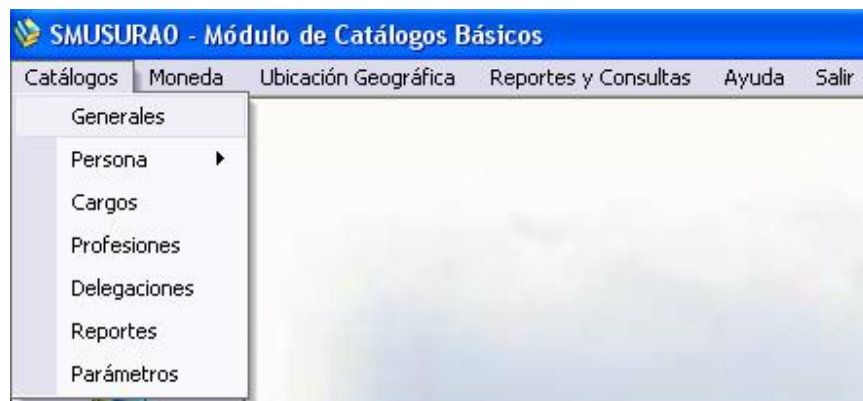 SMUSURA0 - Módulo de Catálogos Básicos
Catálogos Moneda Ubicación Geográfica Reportes y Consultas Ayuda Salir
Generales
Persona
Cargos
Profesiones
Delegaciones
Reportes
Parámetros